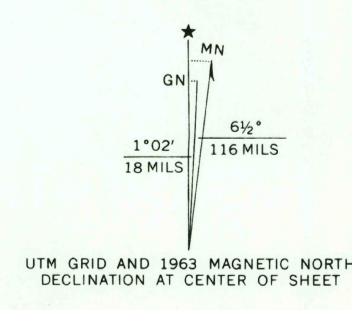 MN
GN
6½°
116 MILS
1°02'
18 MILS
UTM GRID AND 1963 MAGNETIC NORTH
DECLINATION AT CENTER OF SHEET